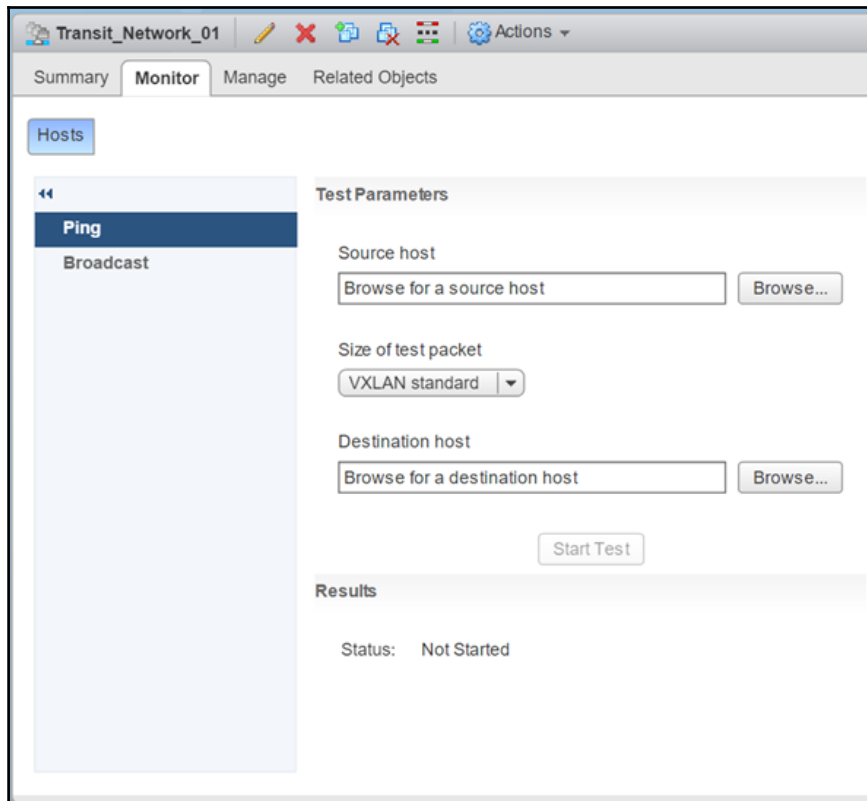 Transit_Network_01 Actions
Summary Monitor Manage Related Objects
Hosts
Ping
Broadcast
Test Parameters
Source host
Browse for a source host Browse...
Size of test packet
VXLAN standard
Destination host
Browse for a destination host Browse...
Start Test
Results
Status: Not Started